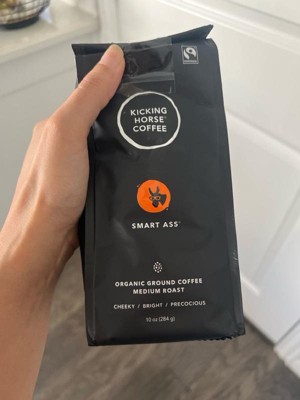 KICKING
HORSE®
COFFEE
SMART ASS®
ORGANIC GROUND COFFEE
MEDIUM ROAST
CHEEKY / BRIGHT / PRECOCIOUS
10 oz (284 g)